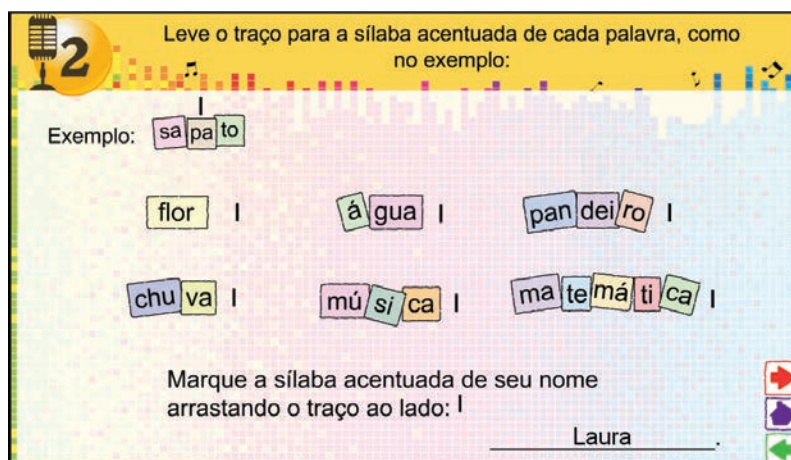 2
Leve o traço para a sílaba acentuada de cada palavra, como
no exemplo:
Exemplo: sa pa to
flor I á gua I pan dei ro I
chu va I mú si ca I ma te má ti ca I
Marque a sílaba acentuada de seu nome
arrastando o traço ao lado: I
Laura.